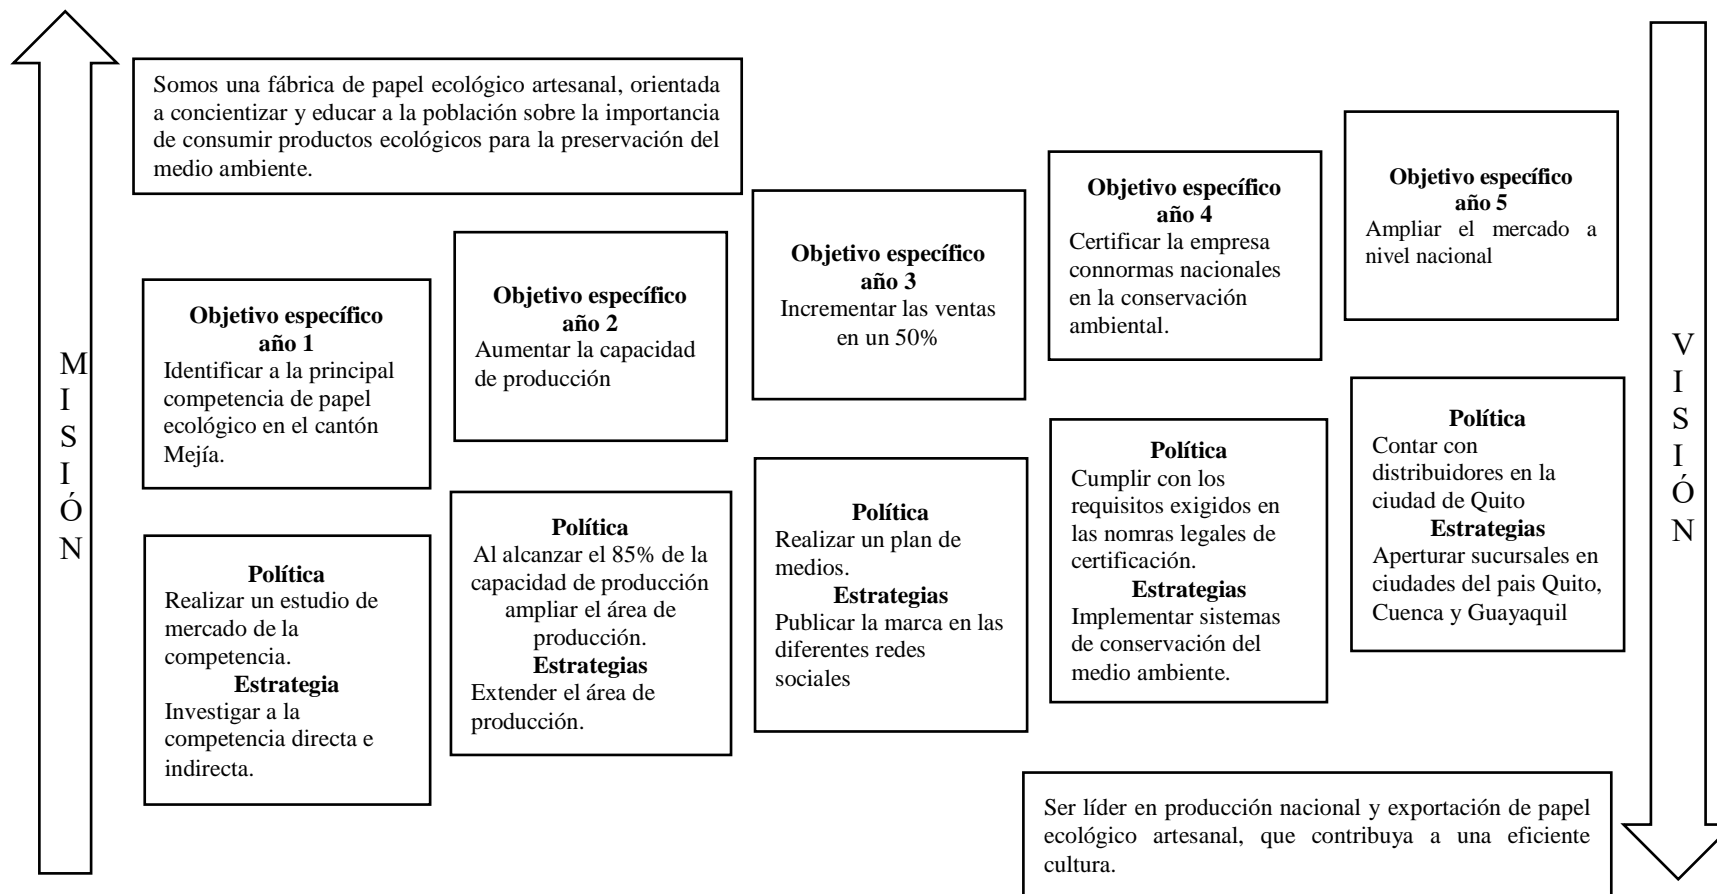 MISIÓN
Somos una fábrica de papel ecológico artesanal, orientada
a concientizar y educar a la población sobre la importancia
de consumir productos ecológicos para la preservación del
medio ambiente.
Objetivo específico
año 1
Identificar a la principal
competencia de papel
ecológico en el cantón
Mejía.
Política
Realizar un estudio de
mercado de la
competencia.
Estrategia
Investigar a la
competencia directa e
indirecta.
Objetivo específico
año 2
Aumentar la capacidad
de producción
Política
Al alcanzar el 85% de la
capacidad de producción
ampliar el área de
producción.
Estrategias
Extender el área de
producción.
Objetivo específico
año 3
Incrementar las ventas
en un 50%
Política
Realizar un plan de
medios.
Estrategias
Publicar la marca en las
diferentes redes
sociales
Objetivo específico
año 4
Certificar la empresa
connormas nacionales
en la conservación
ambiental.
Política
Cumplir con los
requisitos exigidos en
las nomras legales de
certificación.
Estrategias
Implementar sistemas
de conservación del
medio ambiente.
Objetivo específico
año 5
Ampliar el mercado a
nivel nacional
Política
Contar con
distribuidores en la
ciudad de Quito
Estrategias
Aperturar sucursales en
ciudades del pais Quito,
Cuenca y Guayaquil
VISIÓN
Ser líder en producción nacional y exportación de papel
ecológico artesanal, que contribuya a una eficiente
cultura.